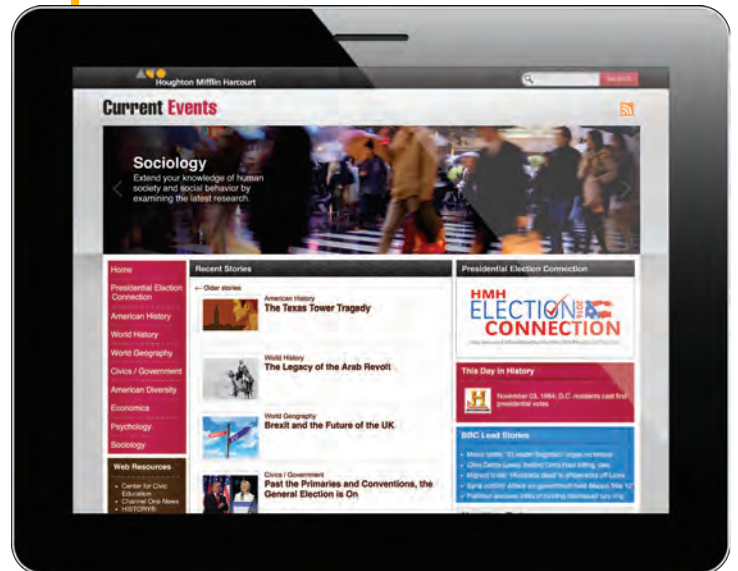 Houghton Mifflin Harcourt
Search
Current Events
Sociology
Extend your knowledge of human
society and social behavior by
examining the latest research.
Home
Presidential Election
Connection
American History
World History
World Geography
Civics / Government
American Diversity
Economics
Psychology
Sociology
Web Resources
• Center for Civic
Education
• Channel One News
• HISTORY®
Recent Stories
← Older stories
American History
The Texas Tower Tragedy
World History
The Legacy of the Arab Revolt
World Geography
Brexit and the Future of the UK
Civics / Government
Past the Primaries and Conventions, the
General Election is On
Presidential Election Connection
HMH
ELECTION 2016
CONNECTION
This Day in History
H
November 03, 1964: D.C. residents cast first
presidential votes
BBC Lead Stories